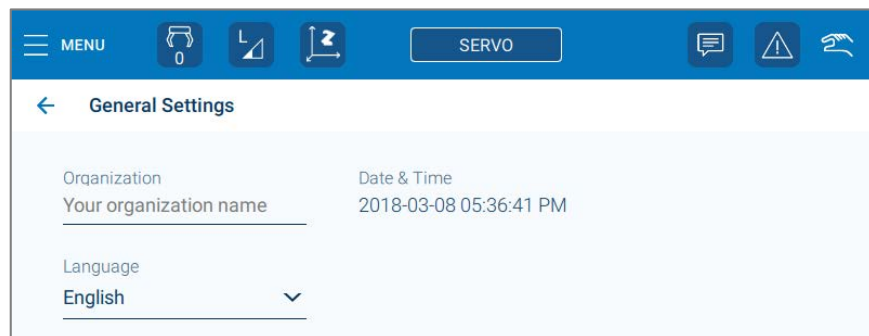 MENU
0
L
Z
SERVO
General Settings
Organization
Your organization name
Date & Time
2018-03-08 05:36:41 PM
Language
English